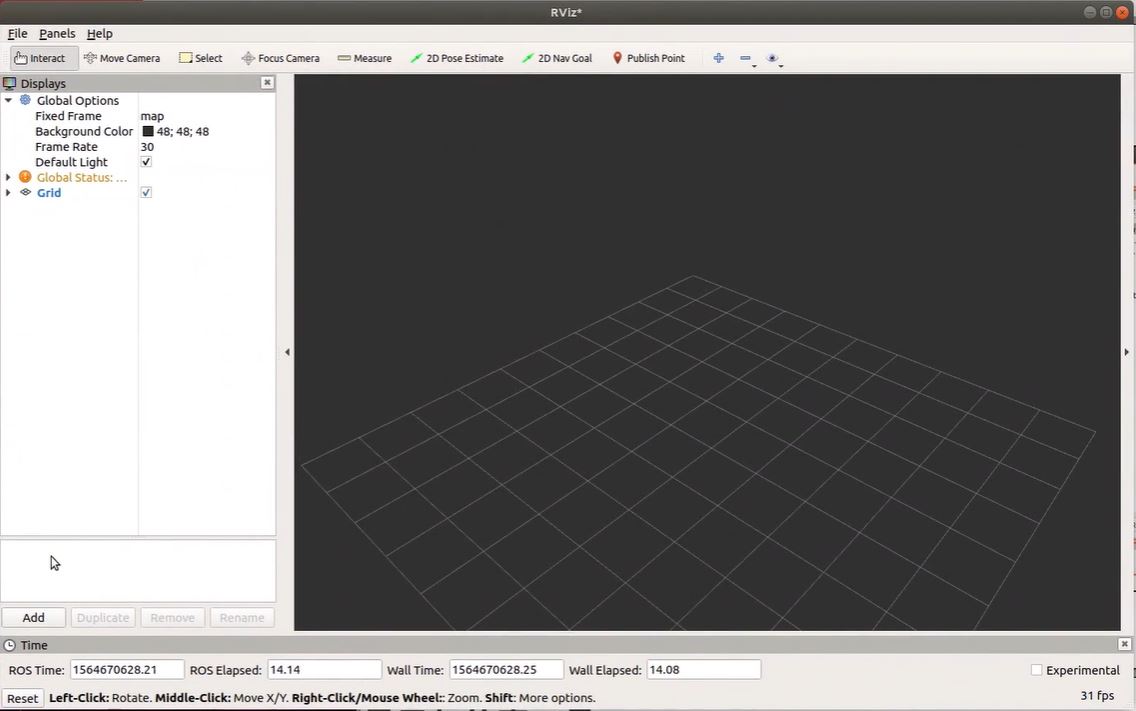 RViz*
File Panels Help
Interact Move Camera Select Focus Camera Measure 2D Pose Estimate 2D Nav Goal Publish Point
Displays
Global Options
Fixed Frame map
Background Color 48; 48; 48
Frame Rate 30
Default Light
Global Status: ...
Grid
Add Duplicate Remove Rename
Time
ROS Time: 1564670628.21 ROS Elapsed: 14.14 Wall Time: 1564670628.25 Wall Elapsed: 14.08 Experimental
Reset Left-Click: Rotate. Middle-Click: Move X/Y. Right-Click/Mouse Wheel:: Zoom. Shift: More options. 31 fps